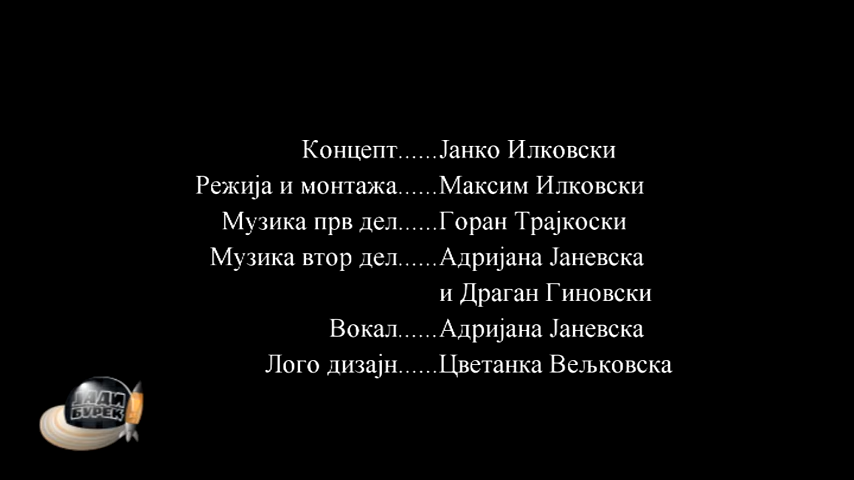 Концепт......Јанко Илковски
Режија и монтажа......Максим Илковски
Музика прв дел......Горан Трајкоски
Музика втор дел......Адријана Јаневска
и Драган Гиновски
Вокал......Адријана Јаневска
Лого дизајн......Цветанка Вељковска
ЈАДИ
БУРЕК